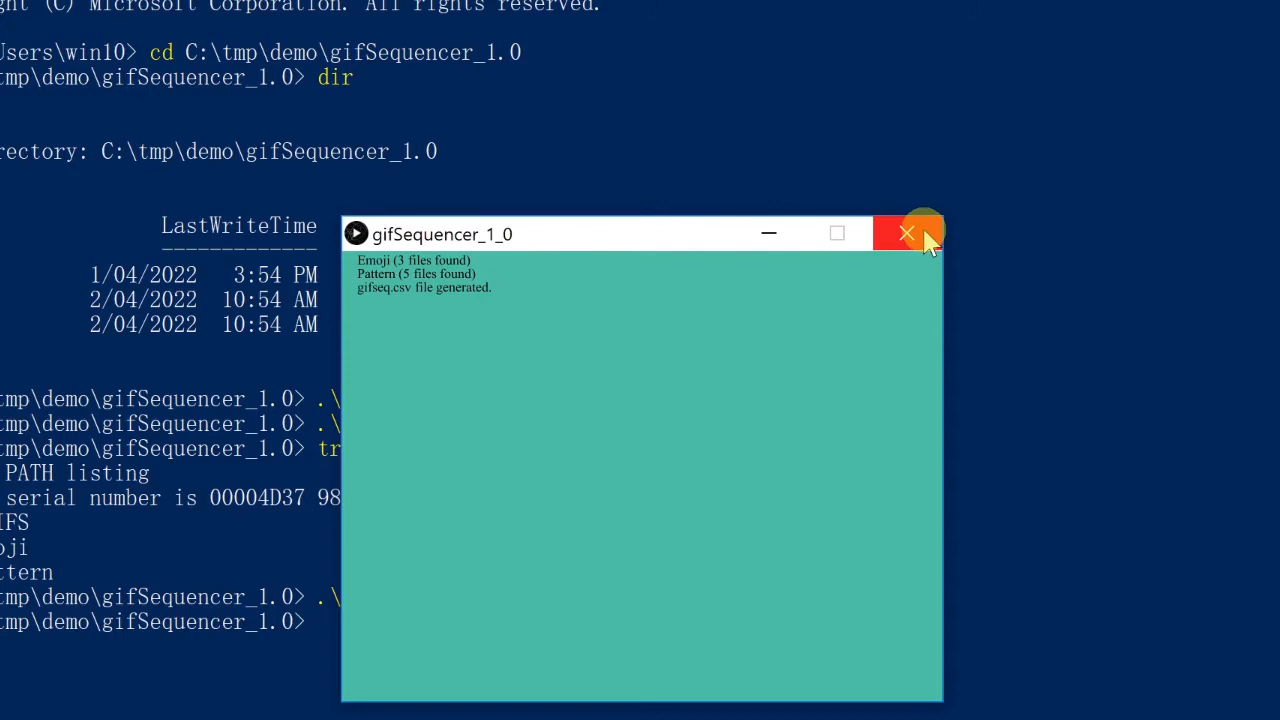 ght (C) Microsoft Corporation. All rights reserved.
Users\win10> cd C:\tmp\demo\gifSequencer_1.0
tmp\demo\gifSequencer_1.0> dir
rectory: C:\tmp\demo\gifSequencer_1.0
LastWriteTime
-------------
1/04/2022 3:54 PM
2/04/2022 10:54 AM
2/04/2022 10:54 AM
gifSequencer_1_0
Emoji (3 files found)
Pattern (5 files found)
gifseq.csv file generated.
tmp\demo\gifSequencer_1.0> .\
tmp\demo\gifSequencer_1.0> .\
tmp\demo\gifSequencer_1.0> tr
PATH listing
serial number is 00004D37 98
IFS
oji
ttern
tmp\demo\gifSequencer_1.0> .\
tmp\demo\gifSequencer_1.0>